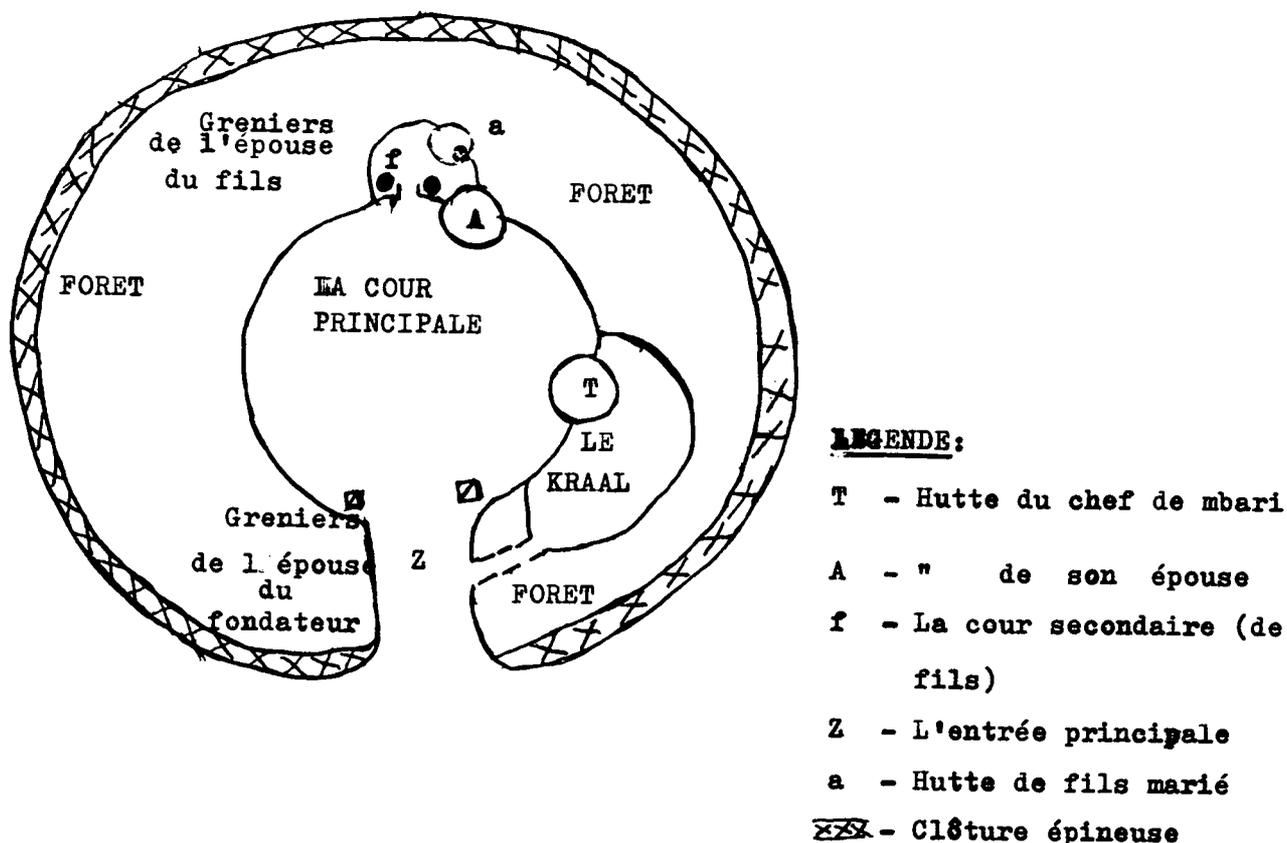 Greniers
de l'épouse
du fils
a
f
FORET
A
FORET
LA COUR
PRINCIPALE
T
LE
KRAAL
Greniers
de l'épouse
du
fondateur
Z
FORET
LEGENDE:
T - Hutte du chef de mbari
A - " de son épouse
f - La cour secondaire (de
fils)
Z - L'entrée principale
a - Hutte de fils marié
- Clôture épineuse